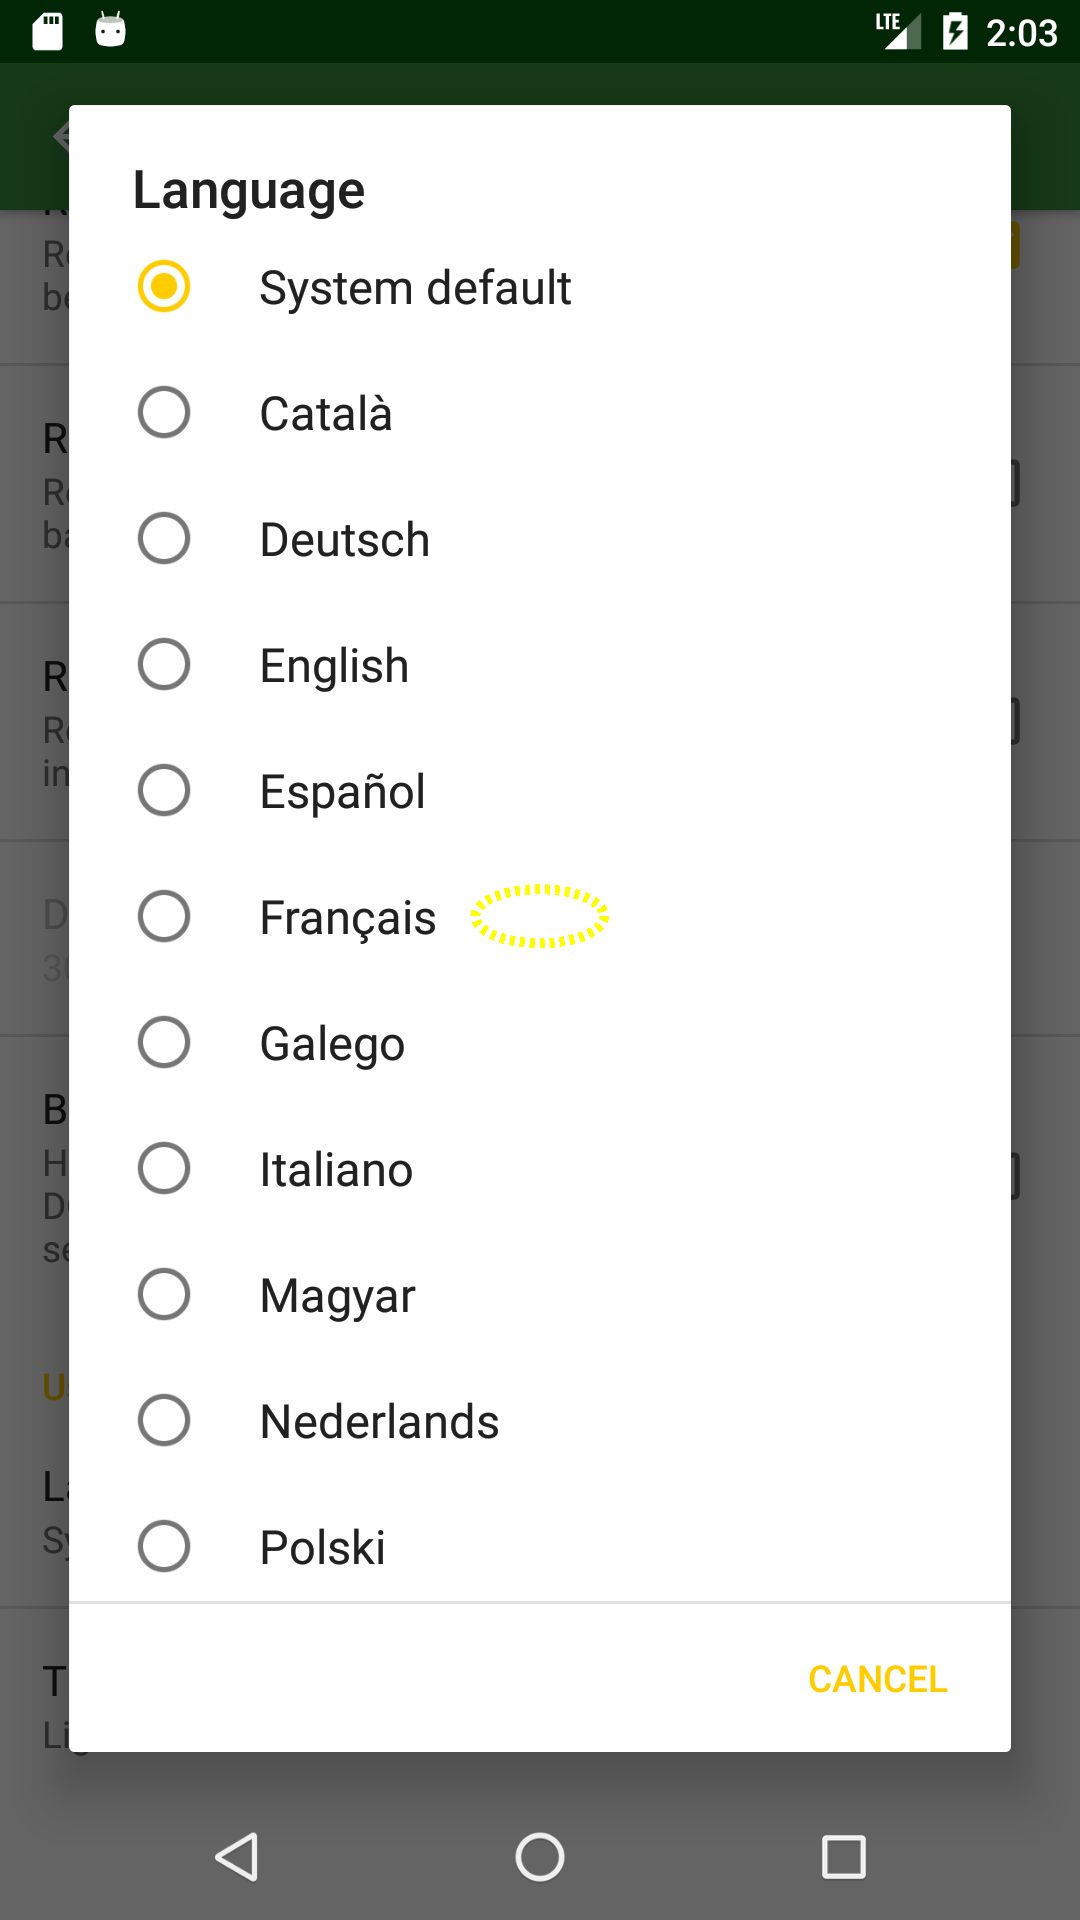 LTE 2:03
Language
System default
Català
Deutsch
English
Español
Français
Galego
Italiano
Magyar
Nederlands
Polski
CANCEL